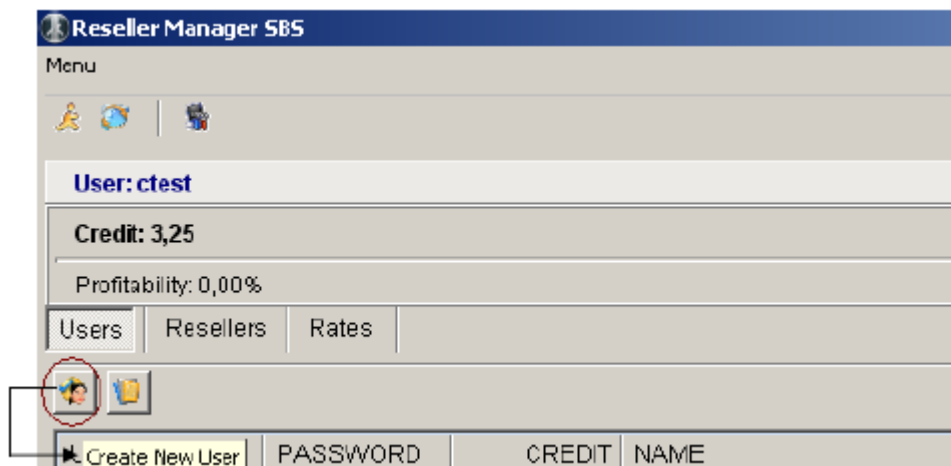 Reseller Manager SBS
Menu
User: ctest
Credit: 3,25
Profitability: 0,00%
Users Resellers Rates
Create New User PASSWORD CREDIT NAME